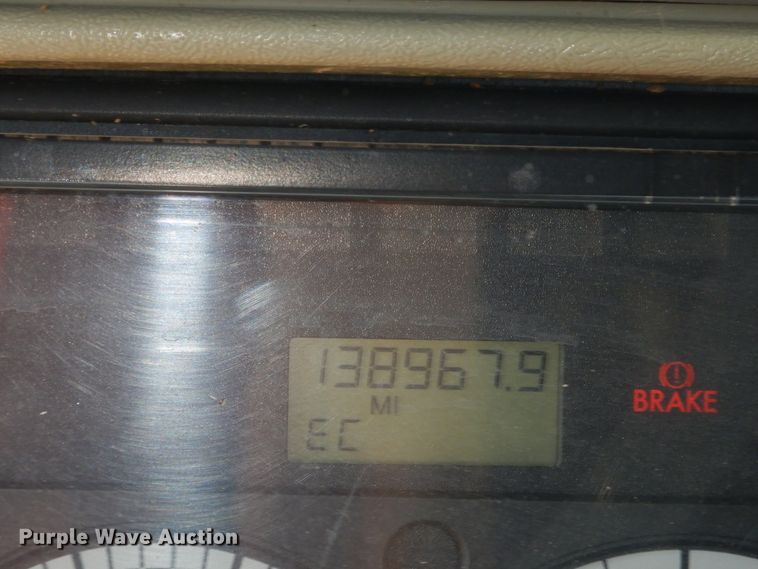 138967.9
MI
EC
BRAKE
Purple Wave Auction